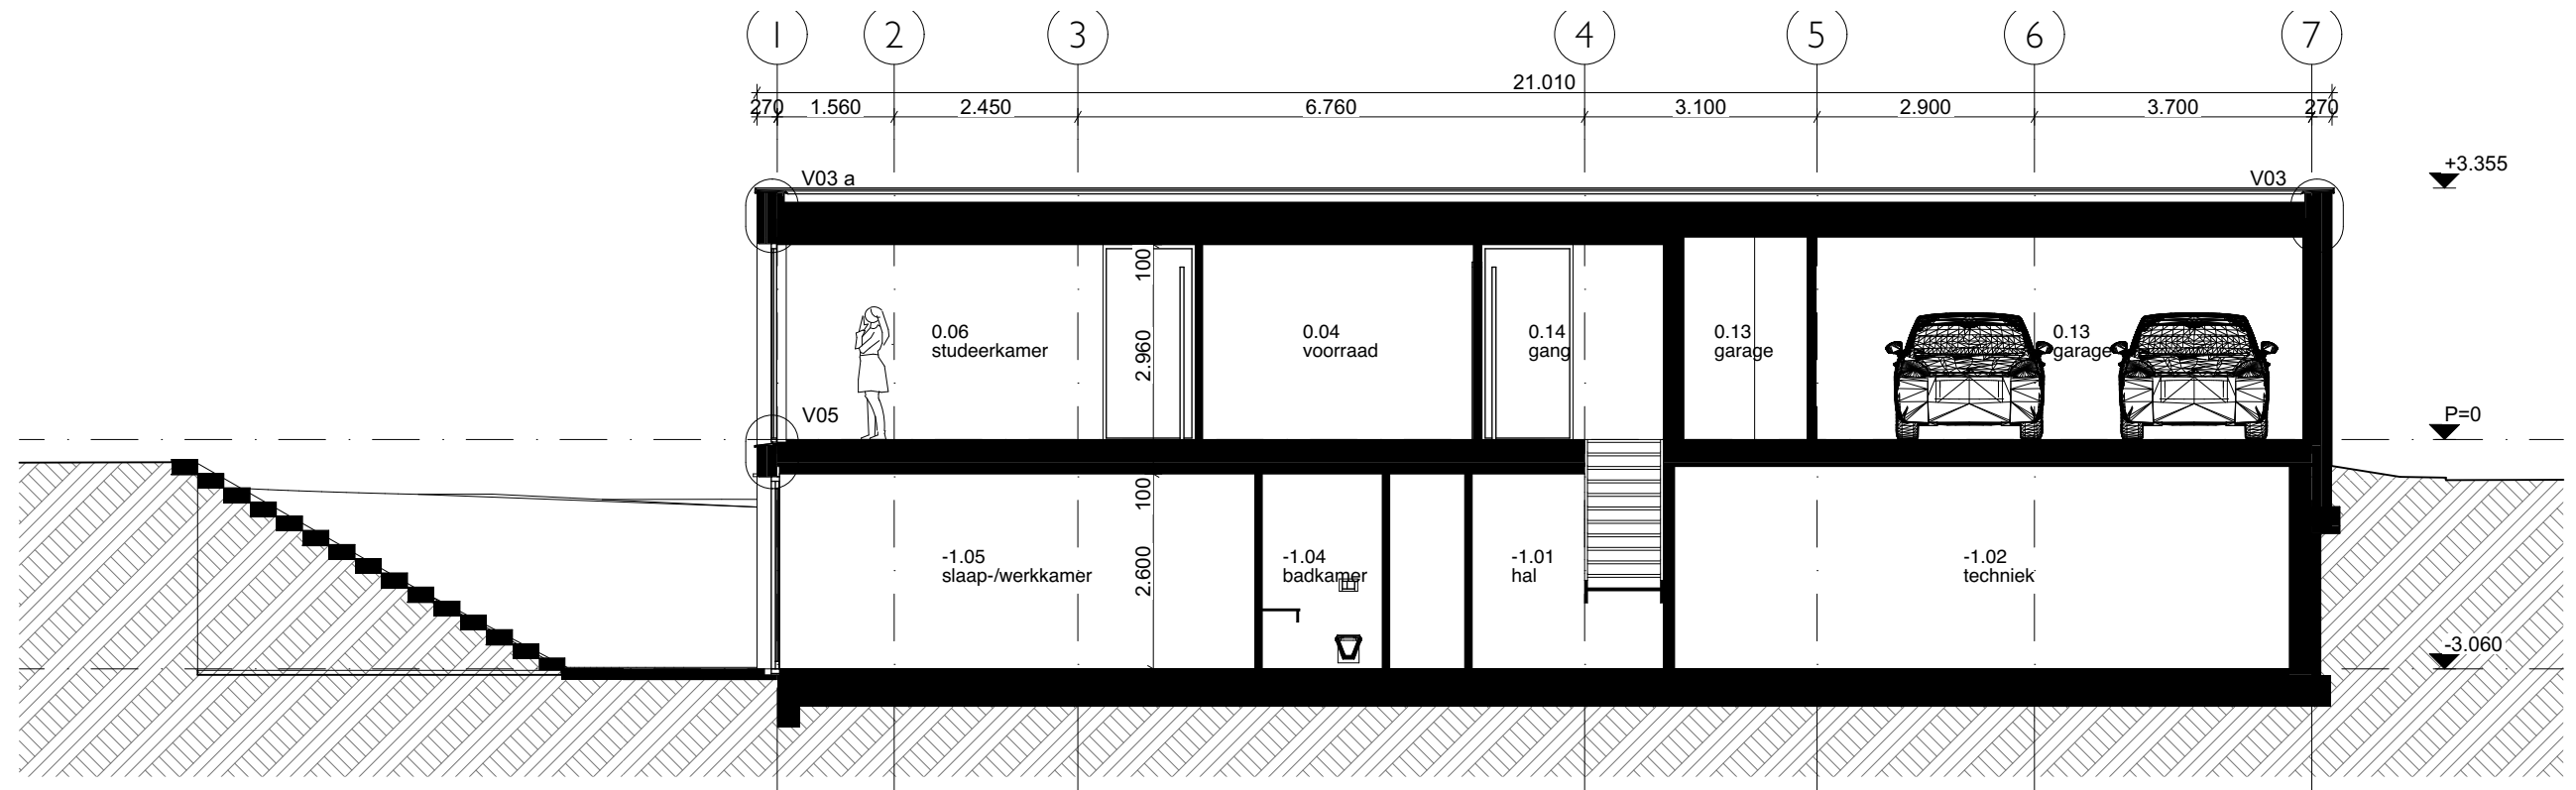 1 2 3 4 5 6 7
21.010
270 1.560 2.450 6.760 3.100 2.900 3.700 270
+3.355
V03 a V03
100
0.06 0.04 0.14 0.13 0.13
studeerkamer voorraad gang garage garage
2.960
V05
P=0
100
-1.05 -1.04 -1.01 -1.02
slaap-/werkkamer badkamer hal techniek
2.600
-3.060